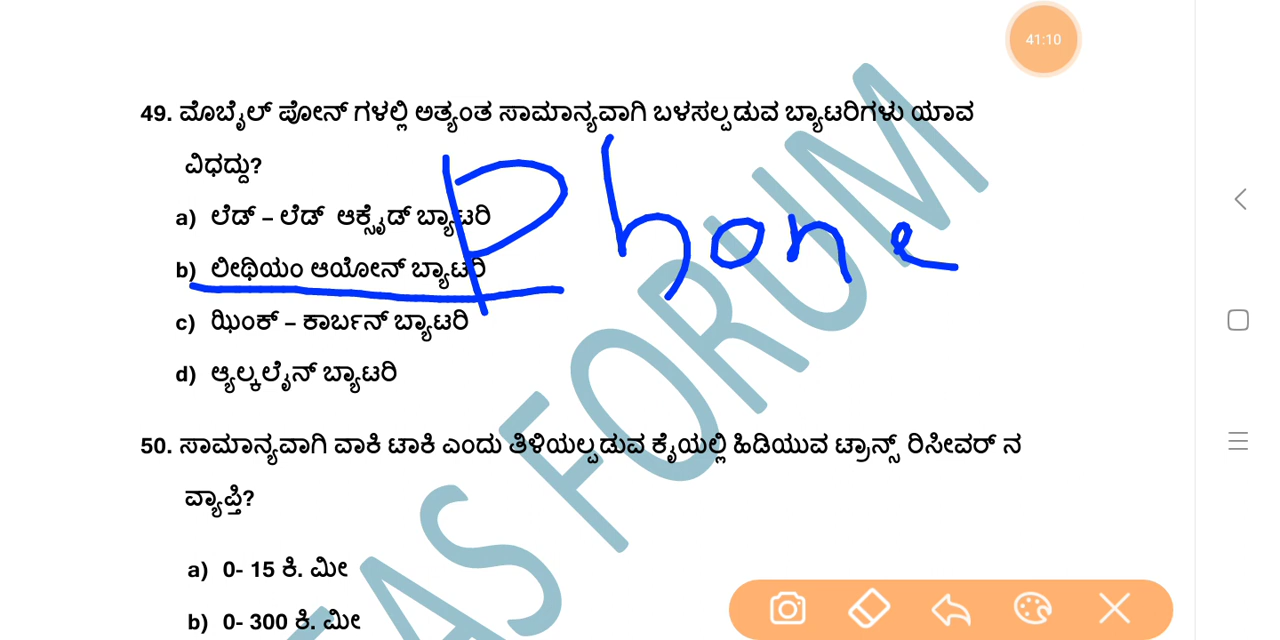 41:10
49. ಮೊಬೈಲ್ ಪೋನ್ ಗಳಲ್ಲಿ ಅತ್ಯಂತ ಸಾಮಾನ್ಯವಾಗಿ ಬಳಸಲ್ಪಡುವ ಬ್ಯಾಟರಿಗಳು ಯಾವ
ವಿಧದ್ದು?
Phone
a) ಲೆಡ್ – ಲೆಡ್ ಆಕ್ಸೈಡ್ ಬ್ಯಾಟರಿ
b) ಲೀಥಿಯಂ ಆಯೋನ್ ಬ್ಯಾಟರಿ
c) ಝಿಂಕ್ – ಕಾರ್ಬನ್ ಬ್ಯಾಟರಿ
d) ಆ್ಯಲ್ಕಲೈನ್ ಬ್ಯಾಟರಿ
50. ಸಾಮಾನ್ಯವಾಗಿ ವಾಕಿ ಟಾಕಿ ಎಂದು ತಿಳಿಯಲ್ಪಡುವ ಕೈಯಲ್ಲಿ ಹಿಡಿಯುವ ಟ್ರಾನ್ಸ್ ರಿಸೀವರ್ ನ
ವ್ಯಾಪ್ತಿ?
a) 0- 15 ಕಿ. ಮೀ
b) 0- 300 ಕಿ. ಮೀ
AS FORUM